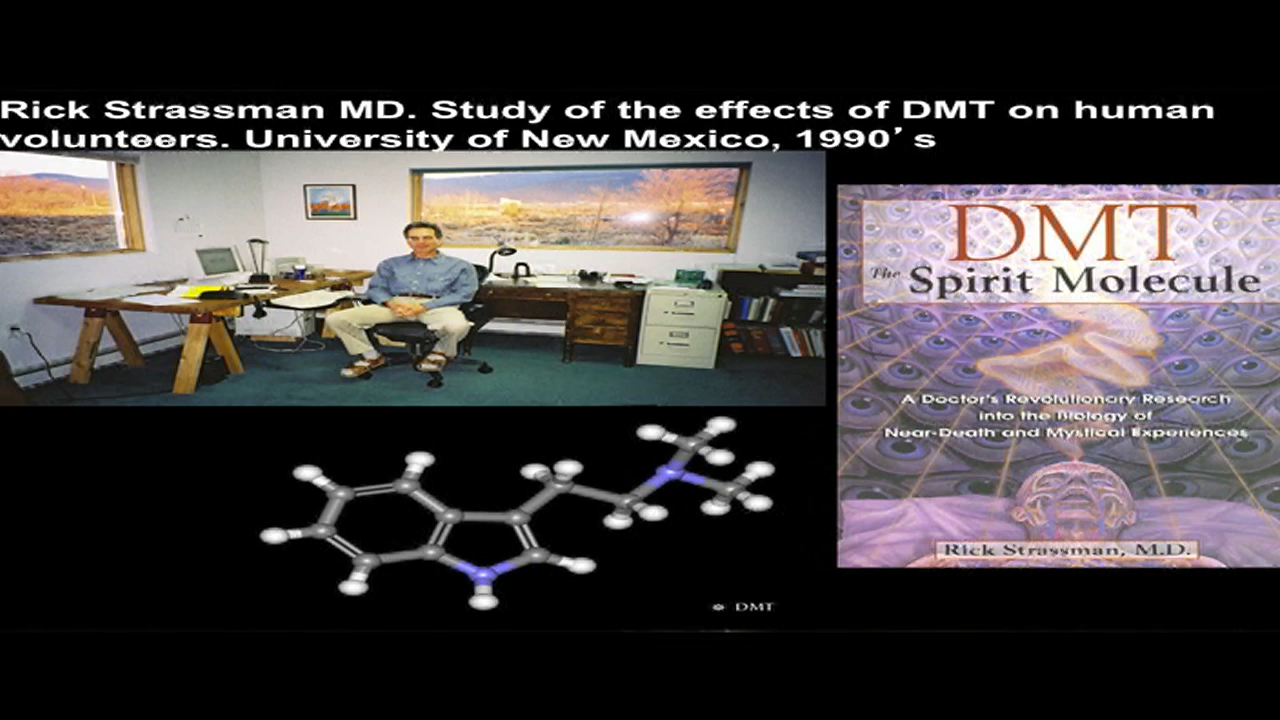 Rick Strassman MD. Study of the effects of DMT on human
volunteers. University of New Mexico, 1990’s
DMT
The Spirit Molecule
A Doctor's Revolutionary Research
into the Biology of
Near-Death and Mystical Experiences
Rick Strassman, M.D.
DMT